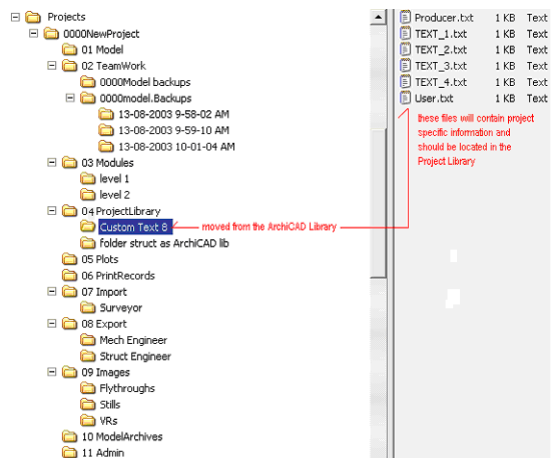 Projects
0000NewProject
01 Model
02 TeamWork
0000Model backups
0000model.Backups
13-08-2003 9-58-02 AM
13-08-2003 9-59-10 AM
13-08-2003 10-01-04 AM
03 Modules
level 1
level 2
04 ProjectLibrary
Custom Text 8
folder struct as ArchiCAD lib
05 Plots
06 PrintRecords
07 Import
Surveyor
08 Export
Mech Engineer
Struct Engineer
09 Images
Flythroughs
Stills
VRs
10 ModelArchives
11 Admin
moved from the ArchiCAD Library
Producer.txt 1 KB Text
TEXT_1.txt 1 KB Text
TEXT_2.txt 1 KB Text
TEXT_3.txt 1 KB Text
TEXT_4.txt 1 KB Text
User.txt 1 KB Text
these files will contain project
specific information and
should be located in the
Project Library